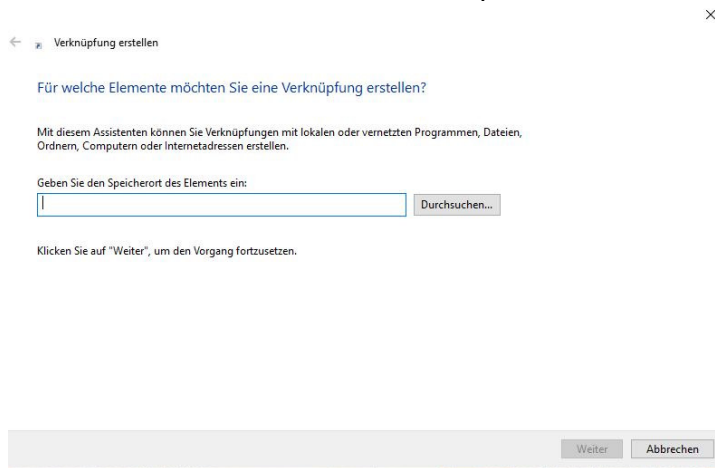 Verknüpfung erstellen
Für welche Elemente möchten Sie eine Verknüpfung erstellen?
Mit diesem Assistenten können Sie Verknüpfungen mit lokalen oder vernetzten Programmen, Dateien,
Ordnern, Computern oder Internetadressen erstellen.
Geben Sie den Speicherort des Elements ein:
Durchsuchen...
Klicken Sie auf "Weiter", um den Vorgang fortzusetzen.
Weiter Abbrechen